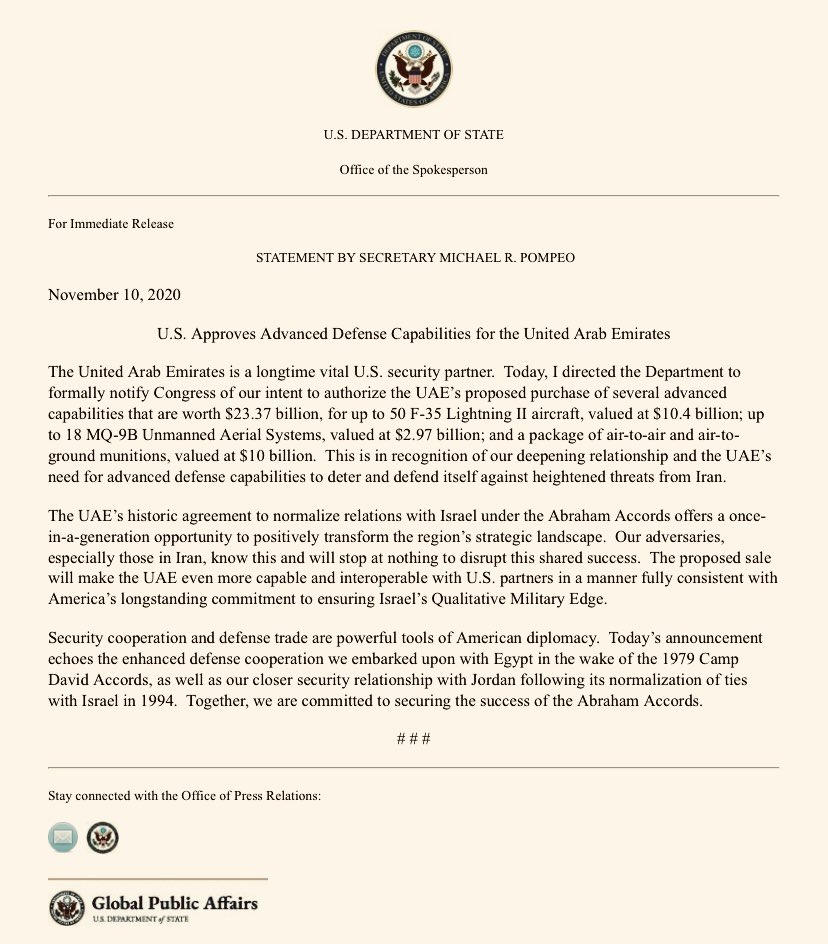 U.S. DEPARTMENT OF STATE
Office of the Spokesperson
For Immediate Release
STATEMENT BY SECRETARY MICHAEL R. POMPEO
November 10, 2020
U.S. Approves Advanced Defense Capabilities for the United Arab Emirates
The United Arab Emirates is a longtime vital U.S. security partner.  Today, I directed the Department to
formally notify Congress of our intent to authorize the UAE’s proposed purchase of several advanced
capabilities that are worth $23.37 billion, for up to 50 F-35 Lightning II aircraft, valued at $10.4 billion; up
to 18 MQ-9B Unmanned Aerial Systems, valued at $2.97 billion; and a package of air-to-air and air-to-
ground munitions, valued at $10 billion.  This is in recognition of our deepening relationship and the UAE’s
need for advanced defense capabilities to deter and defend itself against heightened threats from Iran.
The UAE’s historic agreement to normalize relations with Israel under the Abraham Accords offers a once-
in-a-generation opportunity to positively transform the region’s strategic landscape.  Our adversaries,
especially those in Iran, know this and will stop at nothing to disrupt this shared success.  The proposed sale
will make the UAE even more capable and interoperable with U.S. partners in a manner fully consistent with
America’s longstanding commitment to ensuring Israel’s Qualitative Military Edge.
Security cooperation and defense trade are powerful tools of American diplomacy.  Today’s announcement
echoes the enhanced defense cooperation we embarked upon with Egypt in the wake of the 1979 Camp
David Accords, as well as our closer security relationship with Jordan following its normalization of ties
with Israel in 1994.  Together, we are committed to securing the success of the Abraham Accords.
# # #
Stay connected with the Office of Press Relations:
Global Public Affairs
U.S. DEPARTMENT of STATE